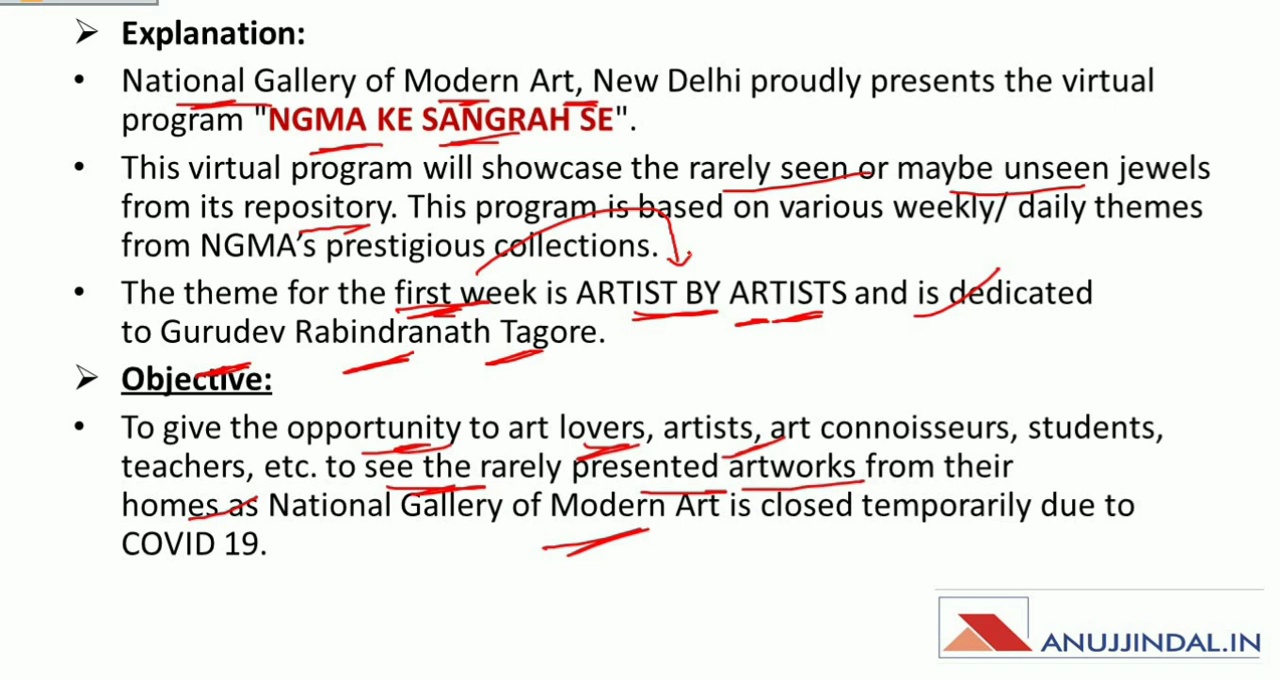 ➤ Explanation:
• National Gallery of Modern Art, New Delhi proudly presents the virtual
program "NGMA KE SANGRAH SE".
• This virtual program will showcase the rarely seen or maybe unseen jewels
from its repository. This program is based on various weekly/ daily themes
from NGMA’s prestigious collections.
• The theme for the first week is ARTIST BY ARTISTS and is dedicated
to Gurudev Rabindranath Tagore.
➤ Objective:
• To give the opportunity to art lovers, artists, art connoisseurs, students,
teachers, etc. to see the rarely presented artworks from their
homes as National Gallery of Modern Art is closed temporarily due to
COVID 19.
ANUJJINDAL.IN